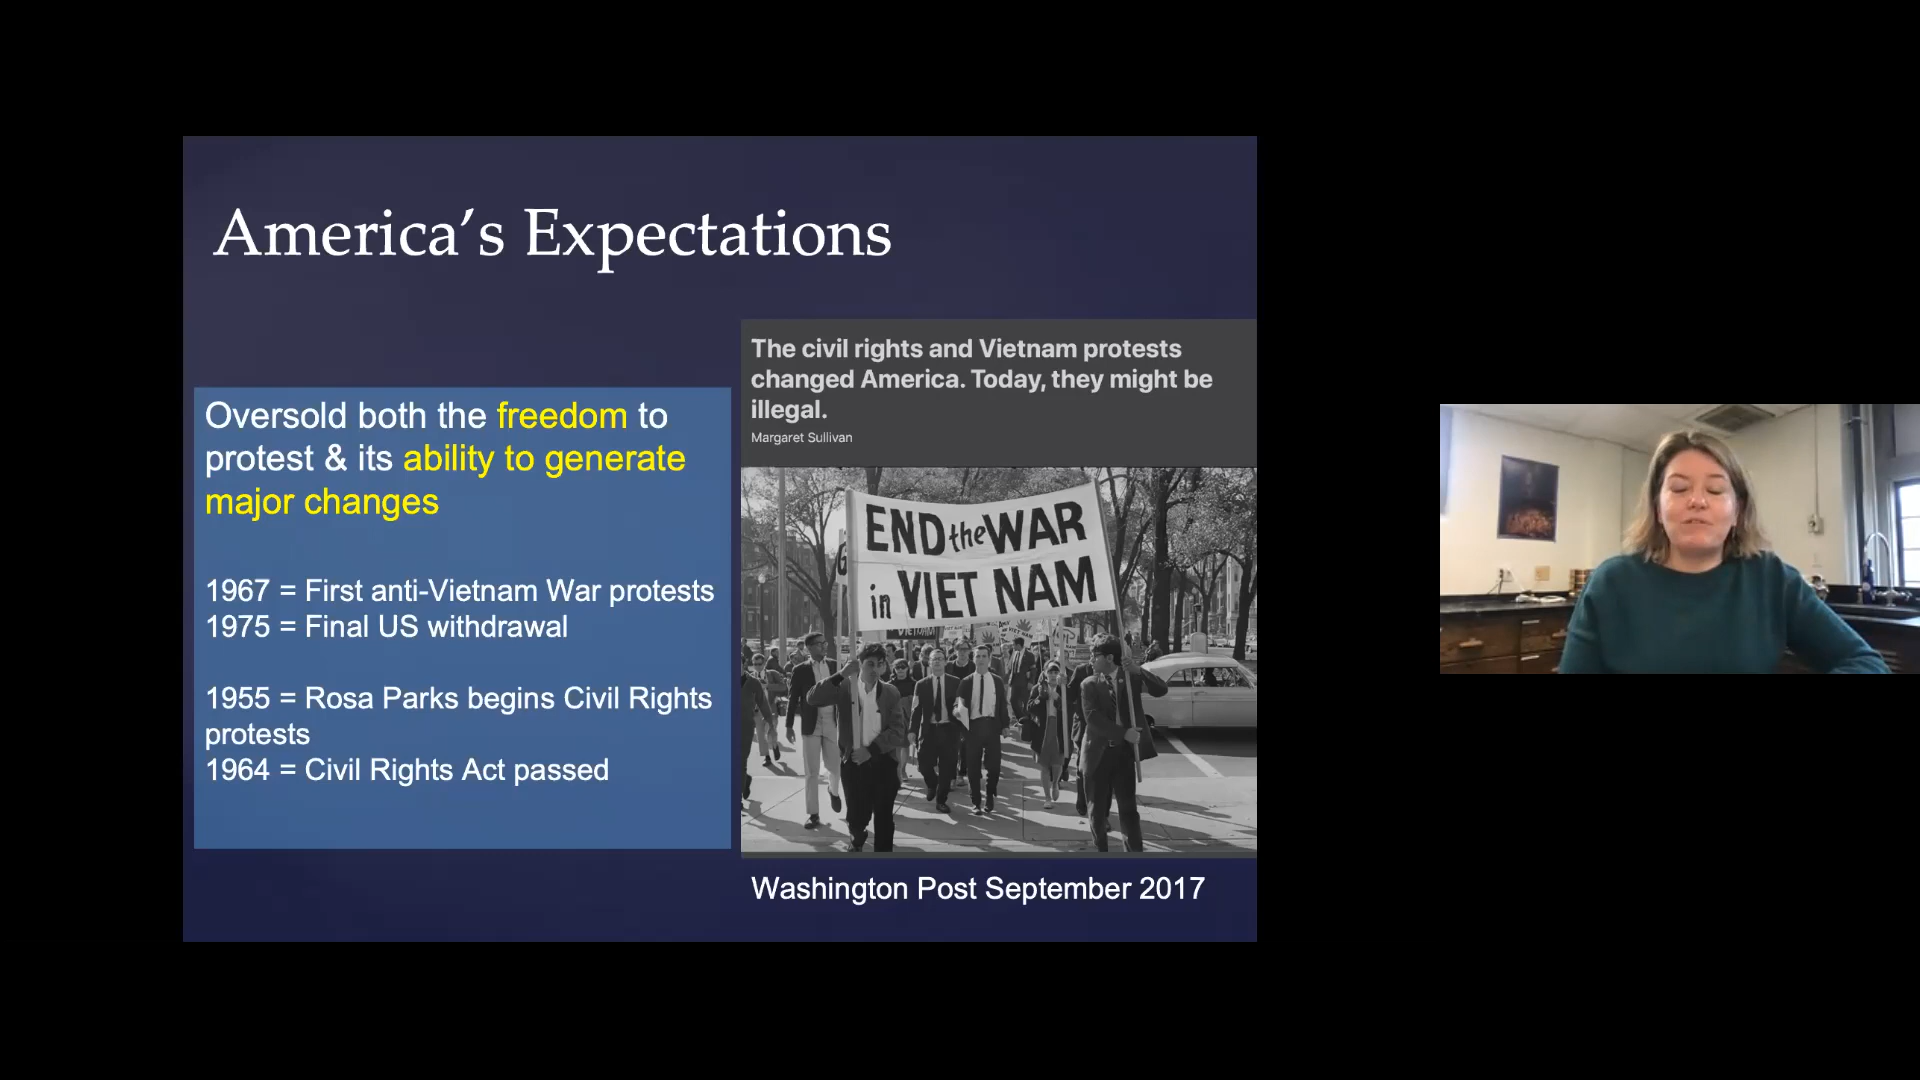 America’s Expectations
Oversold both the freedom to
protest & its ability to generate
major changes
1967 = First anti-Vietnam War protests
1975 = Final US withdrawal
1955 = Rosa Parks begins Civil Rights
protests
1964 = Civil Rights Act passed
The civil rights and Vietnam protests
changed America. Today, they might be
illegal.
Margaret Sullivan
END the WAR
in VIET NAM
Washington Post September 2017